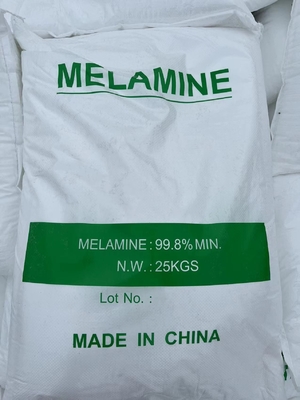 MELAMINE
MELAMINE : 99.8% MIN.
N.W. : 25KGS
Lot No. :
MADE IN CHINA